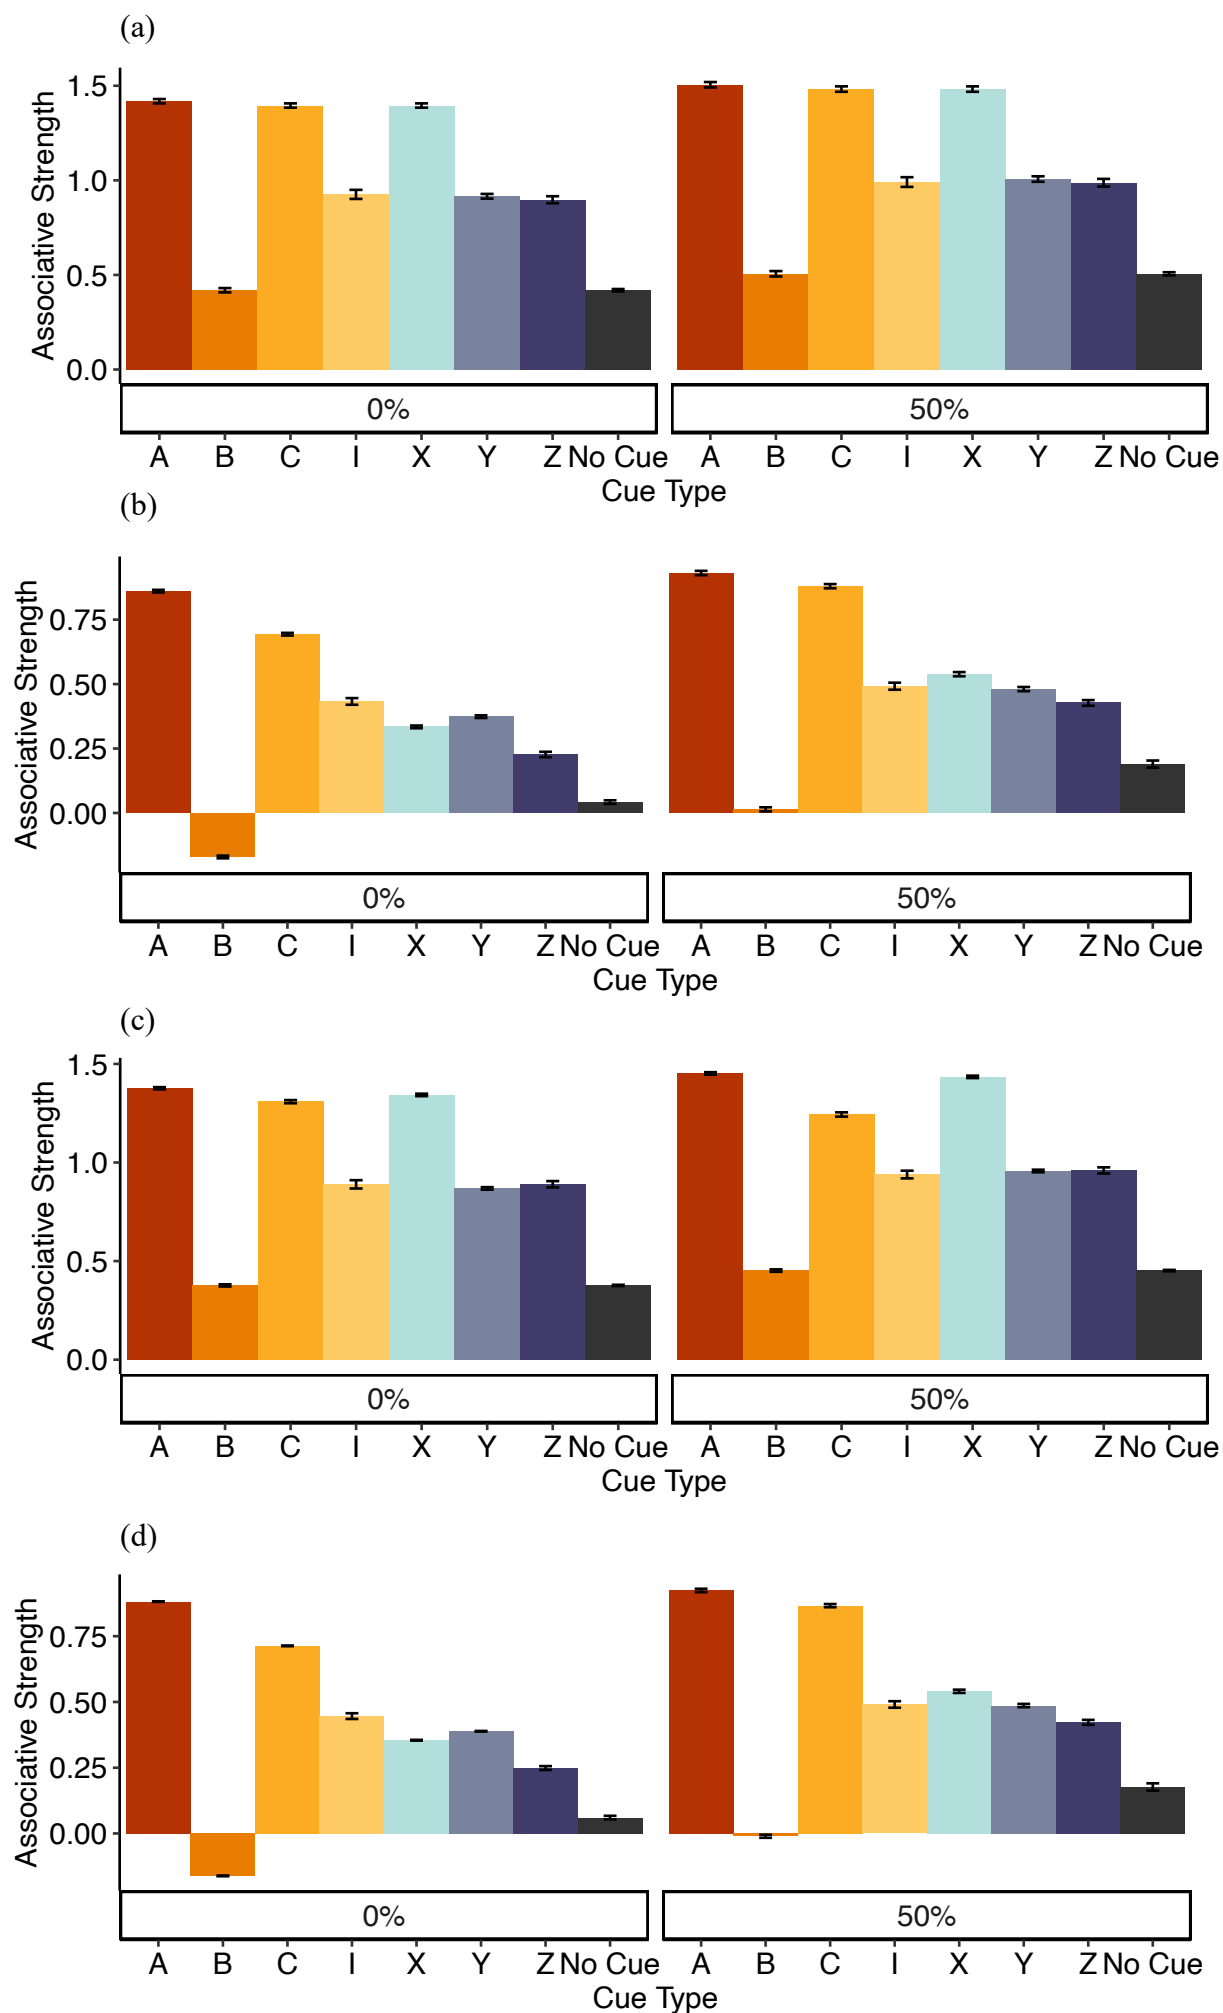 (a)
Associative Strength
1.5
1.0
0.5
0.0
0% 50%
A B C I X Y Z No Cue A B C I X Y Z No Cue
Cue Type
(b)
Associative Strength
0.75
0.50
0.25
0.00
0% 50%
A B C I X Y Z No Cue A B C I X Y Z No Cue
Cue Type
(c)
Associative Strength
1.5
1.0
0.5
0.0
0% 50%
A B C I X Y Z No Cue A B C I X Y Z No Cue
Cue Type
(d)
Associative Strength
0.75
0.50
0.25
0.00
0% 50%
A B C I X Y Z No Cue A B C I X Y Z No Cue
Cue Type